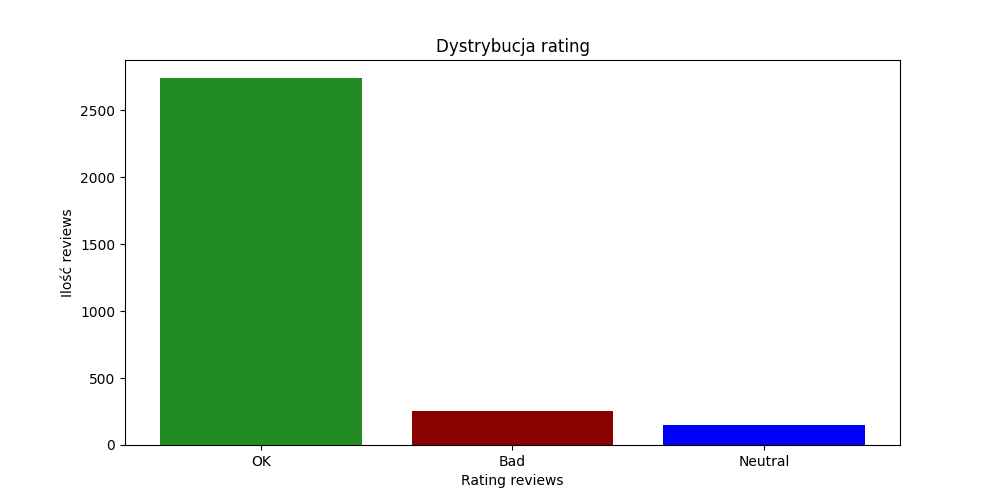 Dystrybucja rating
Ilość reviews
2500
2000
1500
1000
500
0
OK
Bad
Neutral
Rating reviews